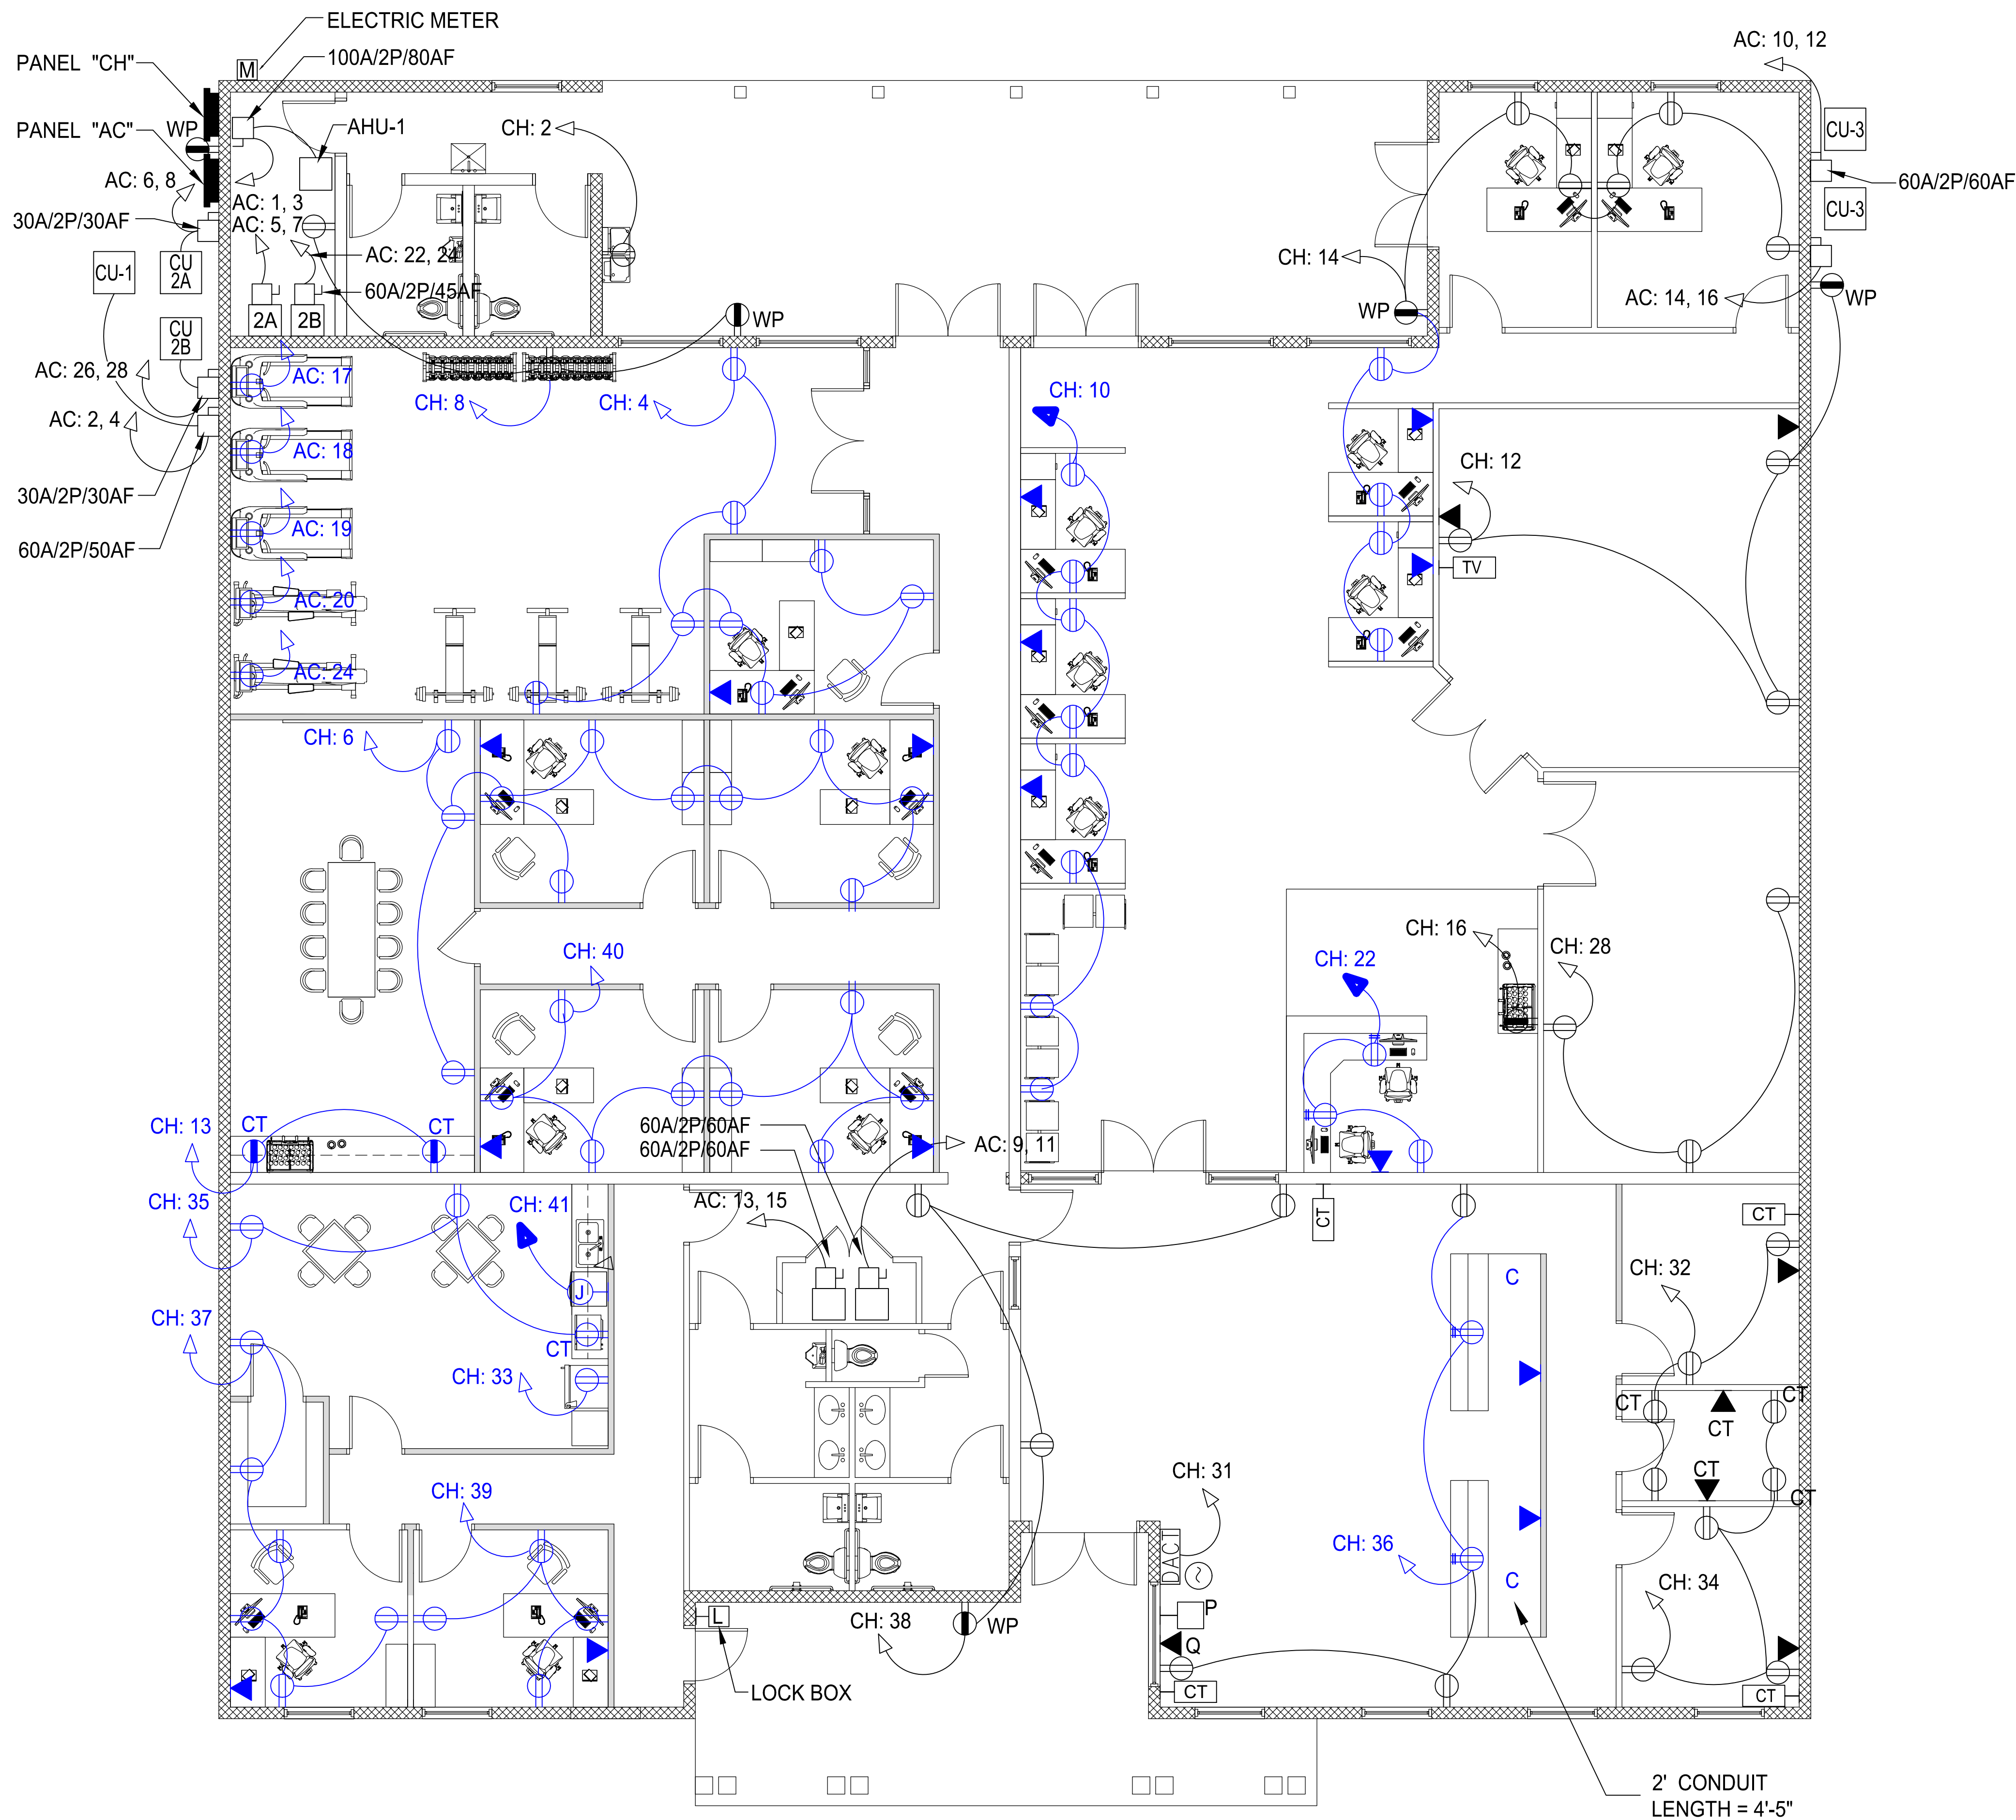 ELECTRIC METER
M
100A/2P/80AF
PANEL "CH"
PANEL "AC"
WP
AHU-1
CH: 2
AC: 10, 12
CU-3
60A/2P/60AF
CU-3
AC: 6, 8
AC: 1, 3
AC: 5, 7
30A/2P/30AF
CU-1
CU
2A
AC: 22, 24
60A/2P/45AF
2A
2B
WP
CH: 14
WP
AC: 14, 16
WP
CU
2B
AC: 26, 28
AC: 2, 4
30A/2P/30AF
60A/2P/50AF
AC: 17
AC: 18
AC: 19
AC: 20
AC: 24
CH: 8
CH: 4
CH: 10
CH: 12
TV
CH: 6
CH: 40
CH: 16
CH: 28
CH: 22
CH: 13
CT
CT
60A/2P/60AF
60A/2P/60AF
AC: 9, 11
CH: 35
CH: 41
AC: 13, 15
J
CT
CH: 37
CH: 33
CT
CT
C
CH: 32
CT
CT
CT
CT
CT
CH: 39
CH: 31
DACT
~
CH: 36
C
CH: 34
L
CH: 38
WP
P
Q
CT
CT
LOCK BOX
2' CONDUIT
LENGTH = 4'-5"